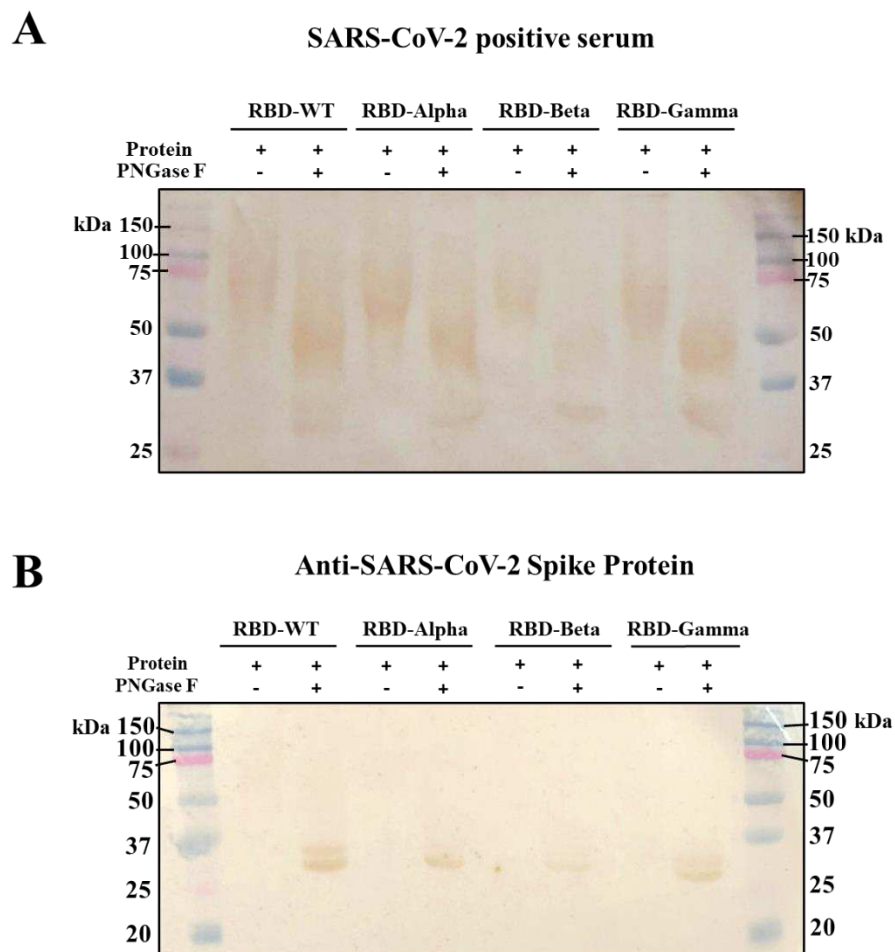 A
SARS-CoV-2 positive serum
RBD-WT RBD-Alpha RBD-Beta RBD-Gamma
Protein + + + + + + + +
PNGase F - + - + - + - +
kDa 150 150 kDa
100 100
75 75
50 50
37 37
25 25
B
Anti-SARS-CoV-2 Spike Protein
RBD-WT RBD-Alpha RBD-Beta RBD-Gamma
Protein + + + + + + + +
PNGase F - + - + - + - +
kDa 150 150 kDa
100 100
75 75
50 50
37 37
25 25
20 20